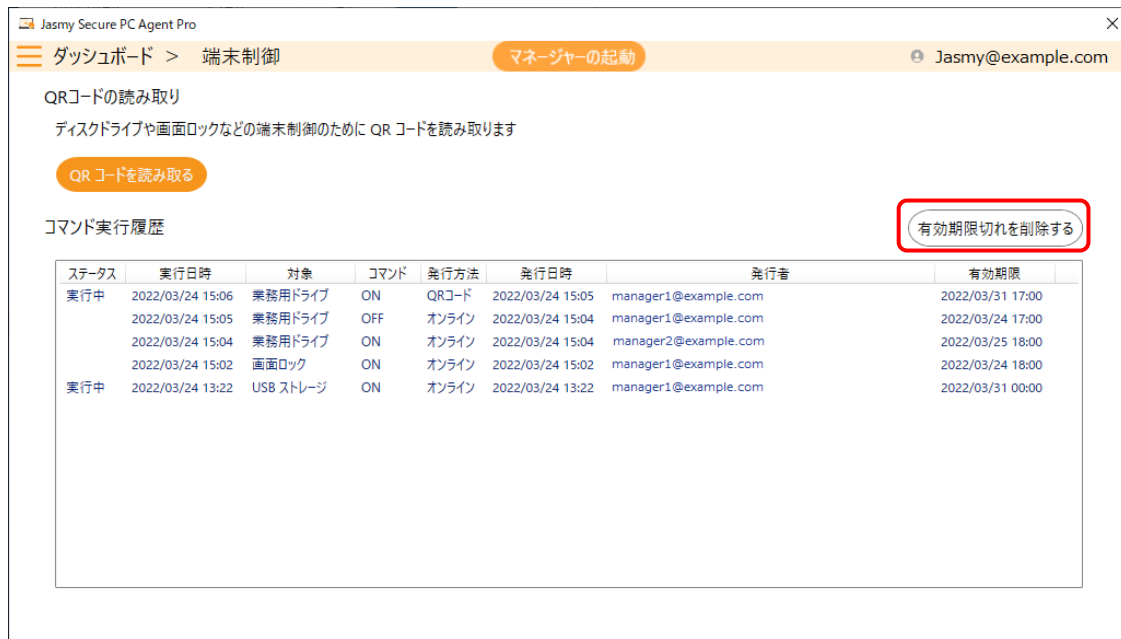 Jasmy Secure PC Agent Pro
ダッシュボード > 端末制御 マネージャーの起動 Jasmy@example.com
QRコードの読み取り
ディスクドライブや画面ロックなどの端末制御のために QR コードを読み取ります
QR コードを読み取る
コマンド実行履歴 有効期限切れを削除する
ステータス 実行日時 対象 コマンド 発行方法 発行日時 発行者 有効期限
実行中 2022/03/24 15:06 業務用ドライブ ON QRコード 2022/03/24 15:05 manager1@example.com 2022/03/31 17:00
2022/03/24 15:05 業務用ドライブ OFF オンライン 2022/03/24 15:04 manager1@example.com 2022/03/24 17:00
2022/03/24 15:04 業務用ドライブ ON オンライン 2022/03/24 15:04 manager2@example.com 2022/03/25 18:00
2022/03/24 15:02 画面ロック ON オンライン 2022/03/24 15:02 manager1@example.com 2022/03/24 18:00
実行中 2022/03/24 13:22 USB ストレージ ON オンライン 2022/03/24 13:22 manager1@example.com 2022/03/31 00:00